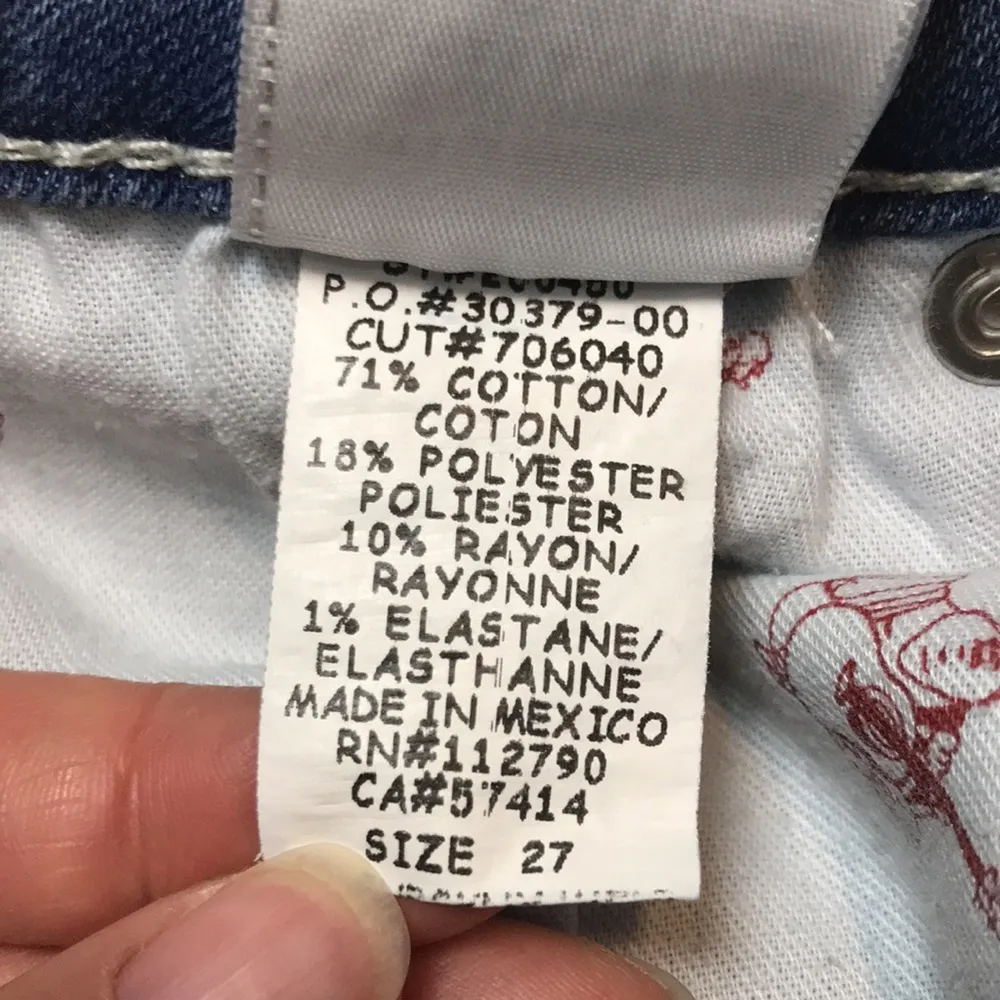 P.O.#30379-00
CUT#706040
71% COTTON/
COTON
18% POLYESTER
POLIESTER
10% RAYON/
RAYONNE
1% ELASTANE/
ELASTHANNE
MADE IN MEXICO
RN#112790
CA#57414
SIZE 27